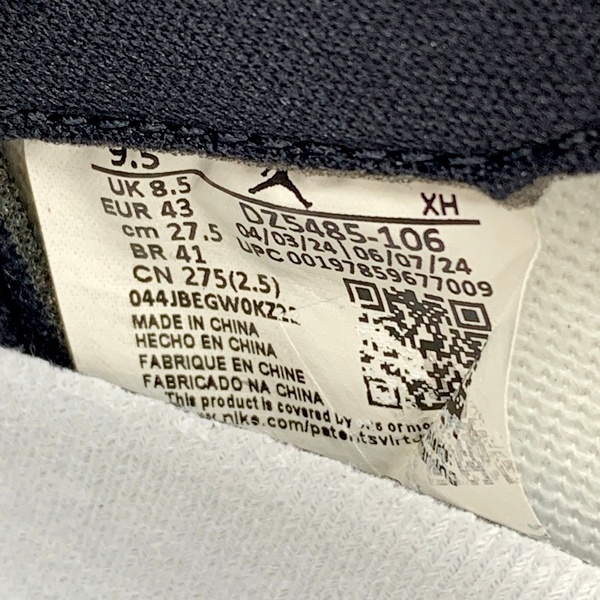 9.5
UK 8.5
EUR 43
cm 27.5
BR 41
CN 275(2.5)
XH
DZ5485-106
04/03/24 06/07/24
UPC 00197859677009
044JBEGW0KZ
MADE IN CHINA
HECHO EN CHINA
FABRIQUE EN CHINE
FABRICADO NA CHINA
This product is covered by or
www.nike.com/patents